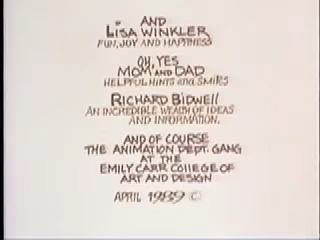 AND
LISA WINKLER
FUN, JOY AND HAPPINESS
OH, YES
MOM AND DAD
HELPFUL HINTS AND SMILES
RICHARD BIDWELL
AN INCREDIBLE WEALTH OF IDEAS
AND INFORMATION.
AND OF COURSE
THE ANIMATION DEPT. GANG
AT THE
EMILY CARR COLLEGE OF
ART AND DESIGN
APRIL 1989 ©